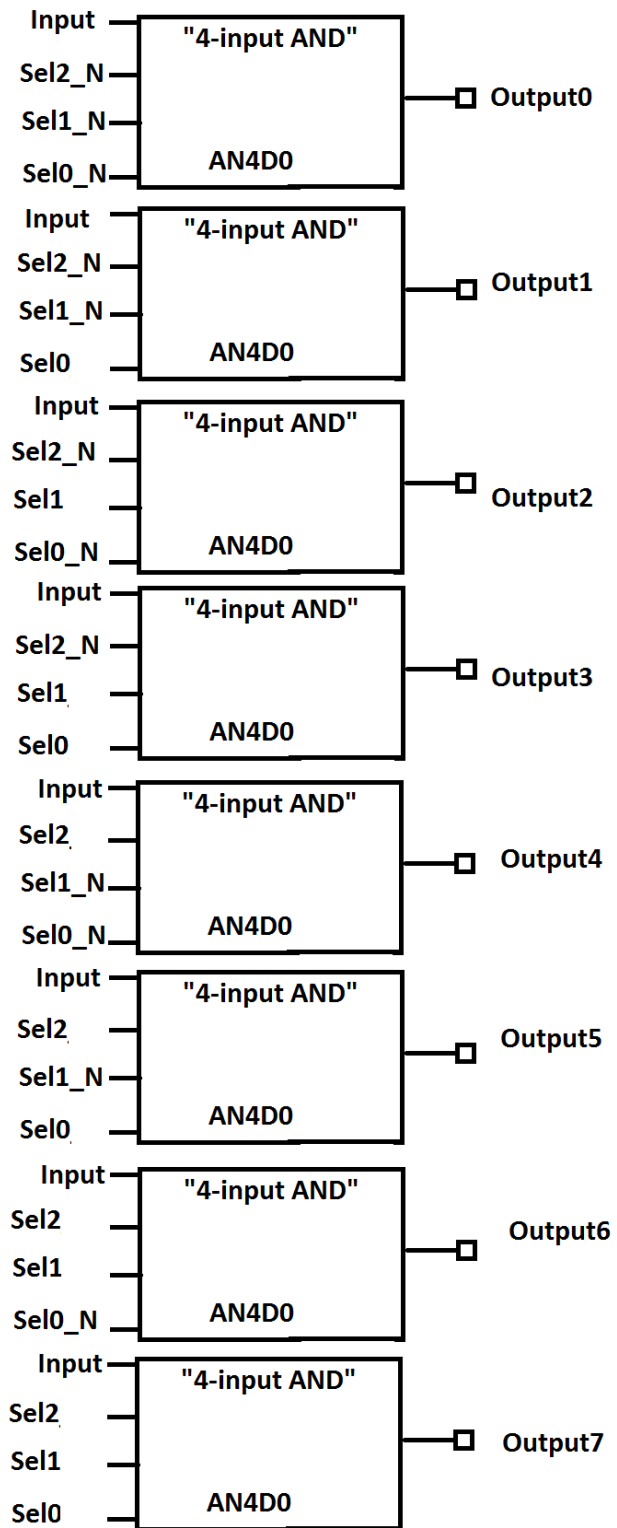 Input
"4-input AND"
Sel2_N
Output0
Sel1_N
AN4D0
Sel0_N
Input
"4-input AND"
Sel2_N
Output1
Sel1_N
AN4D0
Sel0
Input
"4-input AND"
Sel2_N
Sel1
Output2
AN4D0
Sel0_N
Input
"4-input AND"
Sel2_N
Output3
Sel1
AN4D0
Sel0
Input
"4-input AND"
Sel2
Output4
Sel1_N
AN4D0
Sel0_N
Input
"4-input AND"
Sel2
Output5
Sel1_N
AN4D0
Sel0
Input
"4-input AND"
Sel2
Output6
Sel1
AN4D0
Sel0_N
Input
"4-input AND"
Sel2
Output7
Sel1
AN4D0
Sel0